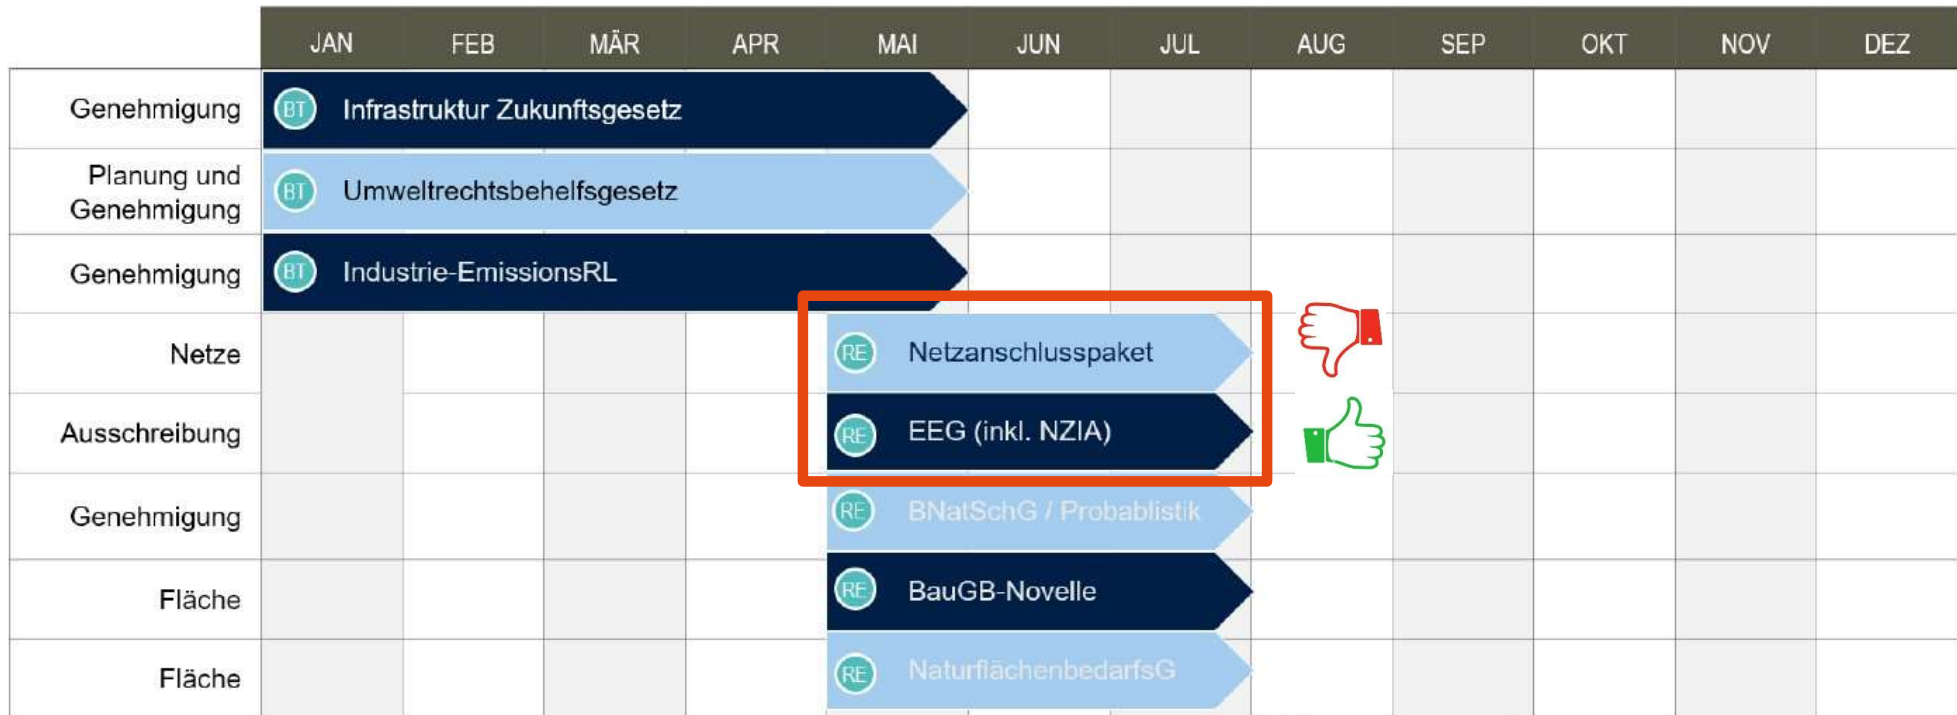 JAN FEB MÄR APR MAI JUN JUL AUG SEP OKT NOV DEZ
Genehmigung BT Infrastruktur Zukunftsgesetz
Planung und
Genehmigung BT Umweltrechtsbehelfsgesetz
Genehmigung BT Industrie-EmissionsRL
Netze RE Netzanschlusspaket
Ausschreibung RE EEG (inkl. NZIA)
Genehmigung RE BNatSchG / Probablistik
Fläche RE BauGB-Novelle
Fläche RE NaturflächenbedarfsG